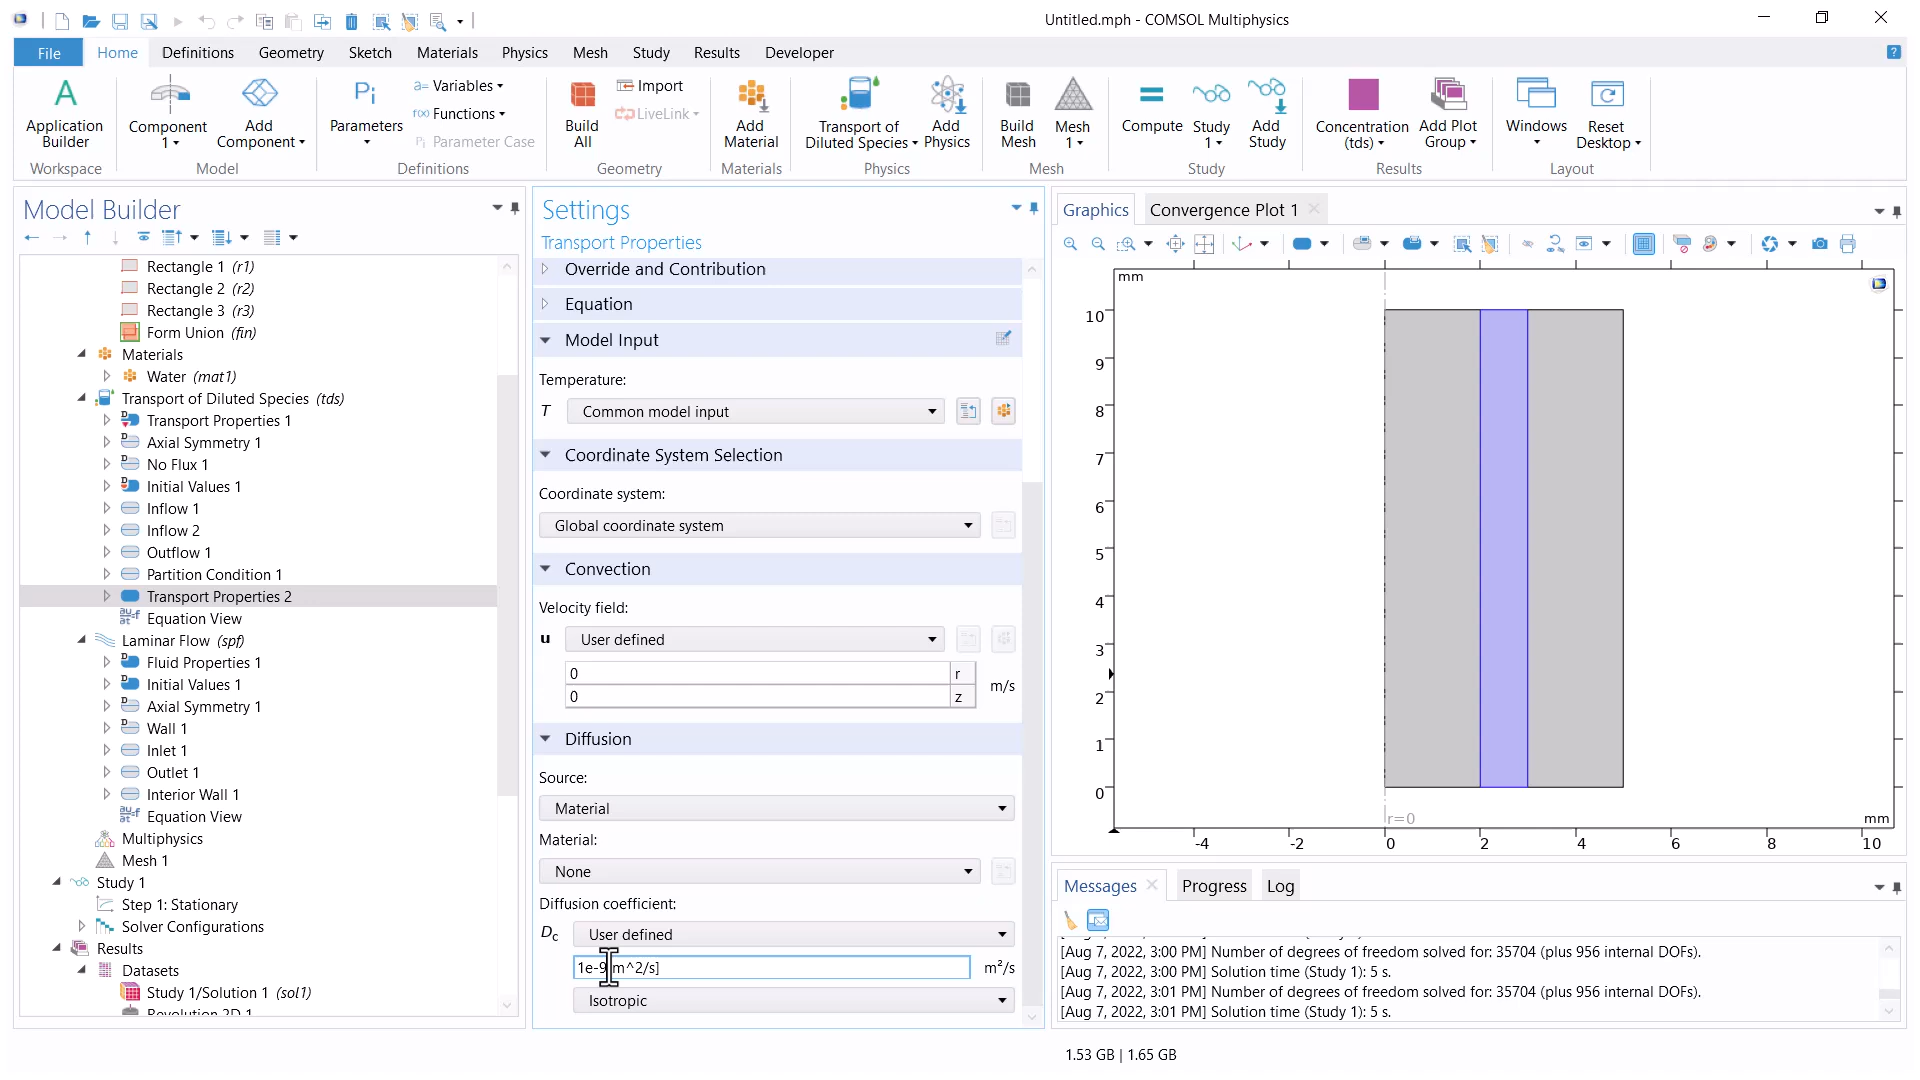 Untitled.mph - COMSOL Multiphysics
File Home Definitions Geometry Sketch Materials Physics Mesh Study Results Developer
Application Builder
Component 1
Add Component
Pi Parameters
a= Variables
f(x) Functions
Pi Parameter Case
Build All
Import
LiveLink
Add Material
Transport of Diluted Species
Add Physics
Build Mesh
Mesh 1
Compute
Study 1
Add Study
Concentration (tds)
Add Plot Group
Windows
Reset Desktop
Workspace Model Definitions Geometry Materials Physics Mesh Study Results Layout
Model Builder
Rectangle 1 (r1)
Rectangle 2 (r2)
Rectangle 3 (r3)
Form Union (fin)
Materials
Water (mat1)
Transport of Diluted Species (tds)
Transport Properties 1
Axial Symmetry 1
No Flux 1
Initial Values 1
Inflow 1
Inflow 2
Outflow 1
Partition Condition 1
Transport Properties 2
Equation View
Laminar Flow (spf)
Fluid Properties 1
Initial Values 1
Axial Symmetry 1
Wall 1
Inlet 1
Outlet 1
Interior Wall 1
Equation View
Multiphysics
Mesh 1
Study 1
Step 1: Stationary
Solver Configurations
Results
Datasets
Study 1/Solution 1 (sol1)
Revolution 2D 1
Settings
Transport Properties
Override and Contribution
Equation
Model Input
Temperature:
T Common model input
Coordinate System Selection
Coordinate system:
Global coordinate system
Convection
Velocity field:
u User defined
0 r
0 z
m/s
Diffusion
Source:
Material
Material:
None
Diffusion coefficient:
Dc User defined
1e-9[m^2/s] m²/s
Isotropic
Graphics Convergence Plot 1
mm
10
9
8
7
6
5
4
3
2
1
0
r=0 mm
-4 -2 0 2 4 6 8 10
Messages Progress Log
[Aug 7, 2022, 3:00 PM] Number of degrees of freedom solved for: 35704 (plus 956 internal DOFs).
[Aug 7, 2022, 3:00 PM] Solution time (Study 1): 5 s.
[Aug 7, 2022, 3:01 PM] Number of degrees of freedom solved for: 35704 (plus 956 internal DOFs).
[Aug 7, 2022, 3:01 PM] Solution time (Study 1): 5 s.
1.53 GB | 1.65 GB